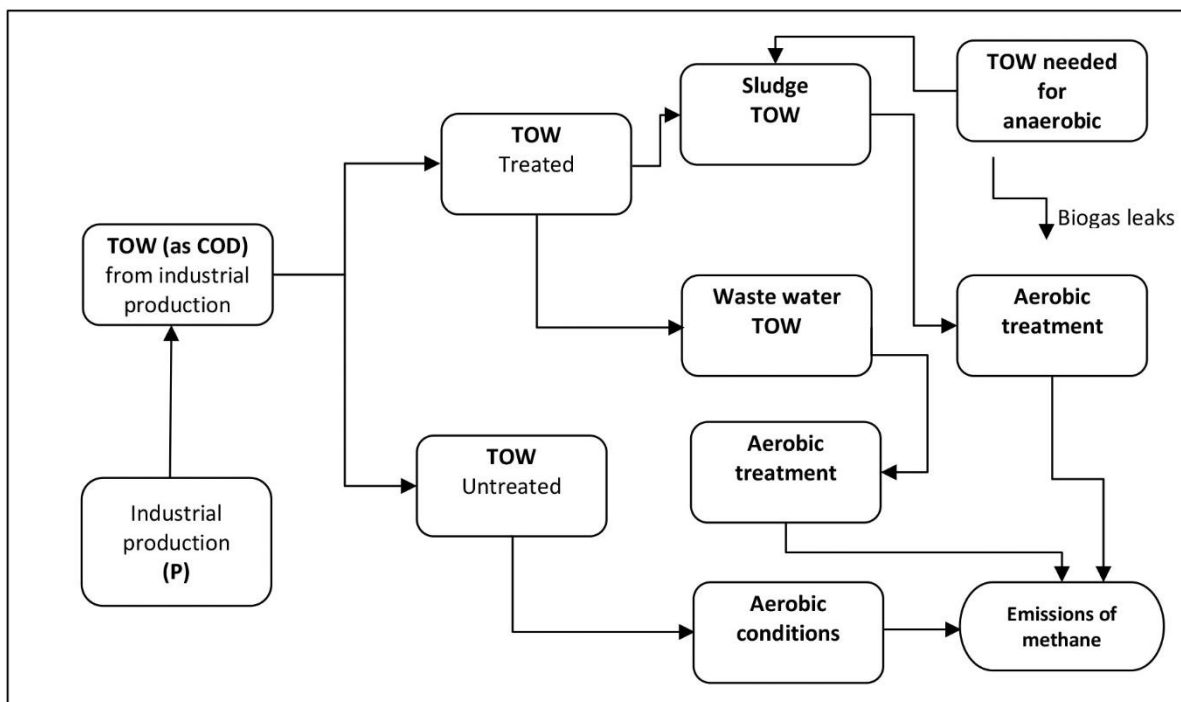 TOW needed
for
anaerobic
Sludge
TOW
TOW
Treated
Biogas leaks
TOW (as COD)
from industrial
production
Waste water
TOW
Aerobic
treatment
TOW
Untreated
Aerobic
treatment
Industrial
production
(P)
Aerobic
conditions
Emissions of
methane